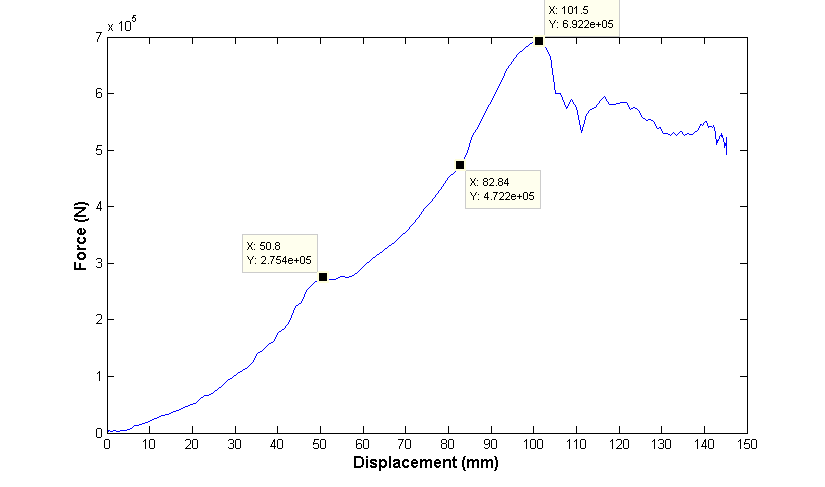 X: 101.5
Y: 6.922e+05
x 10^5
7
6
X: 82.84
Y: 4.722e+05
5
4
X: 50.8
Y: 2.754e+05
3
2
1
0
Force (N)
0 10 20 30 40 50 60 70 80 90 100 110 120 130 140 150
Displacement (mm)